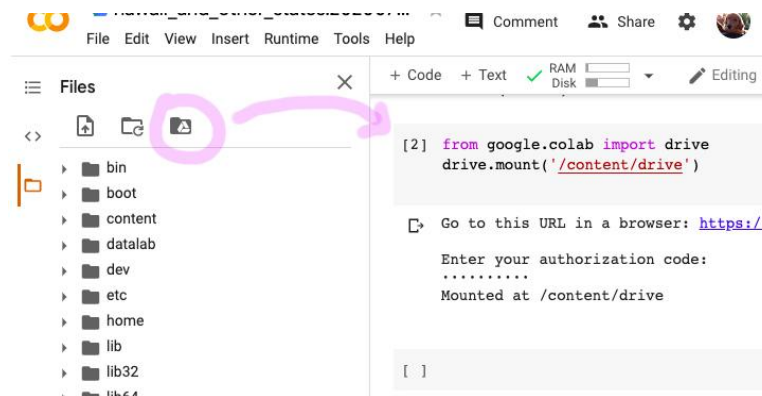 File Edit View Insert Runtime Tools Help
Comment Share
Files
+ Code + Text RAM Disk Editing
[2] from google.colab import drive
drive.mount('/content/drive')
Go to this URL in a browser: https:/
Enter your authorization code:
··········
Mounted at /content/drive
[ ]
bin
boot
content
datalab
dev
etc
home
lib
lib32